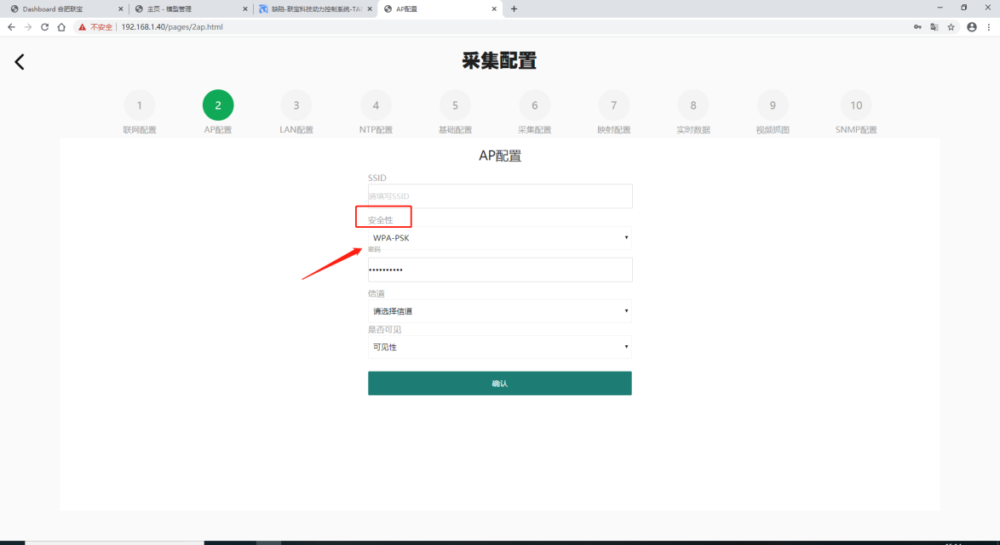 Dashboard 合肥联宝
主页 - 模型管理
缺陷-联宝科技动力控制系统-TA
AP配置
不安全 | 192.168.1.40/pages/2ap.html
采集配置
1 2 3 4 5 6 7 8 9 10
联网配置 AP配置 LAN配置 NTP配置 基础配置 采集配置 映射配置 实时数据 视频抓图 SNMP配置
AP配置
SSID
请填写SSID
安全性
WPA-PSK
密码
••••••••••
信道
请选择信道
是否可见
可见性
确认